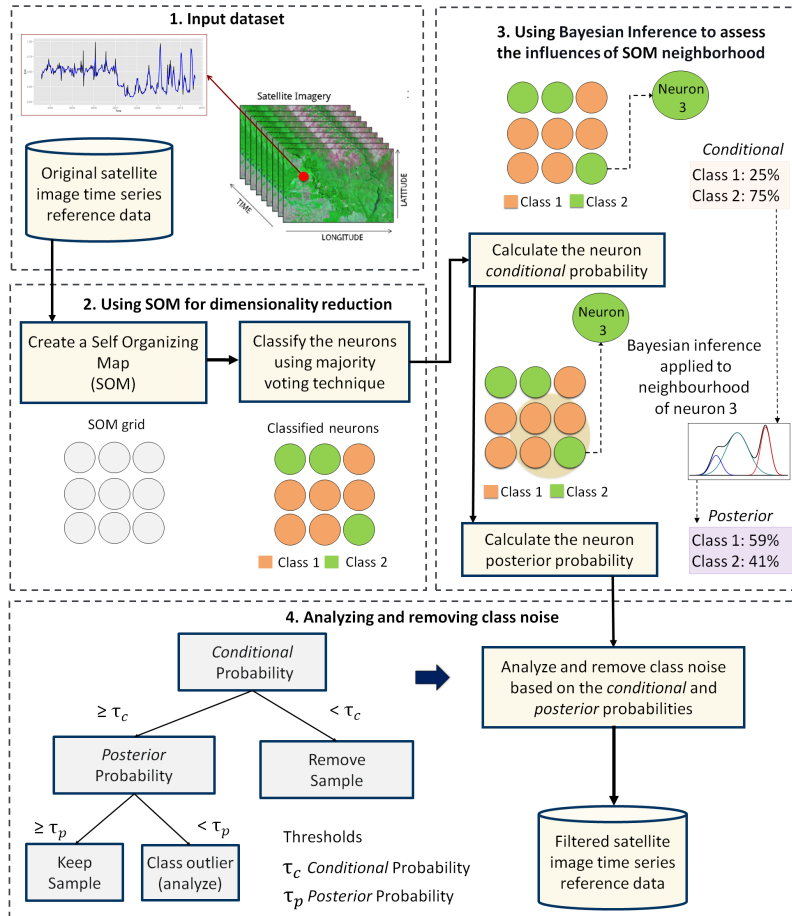 1. Input dataset
Satellite Imagery
TIME
LATITUDE
LONGITUDE
Original satellite
image time series
reference data
2. Using SOM for dimensionality reduction
Create a Self Organizing
Map
(SOM)
Classify the neurons
using majority
voting technique
SOM grid
Classified neurons
Class 1
Class 2
3. Using Bayesian Inference to assess
the influences of SOM neighborhood
Neuron
3
Class 1
Class 2
Conditional
Class 1: 25%
Class 2: 75%
Calculate the neuron
conditional probability
Neuron
3
Bayesian inference
applied to
neighbourhood
of neuron 3
Class 1
Class 2
Calculate the neuron
posterior probability
Posterior
Class 1: 59%
Class 2: 41%
4. Analyzing and removing class noise
Conditional
Probability
≥ τc
< τc
Posterior
Probability
Remove
Sample
≥ τp
< τp
Keep
Sample
Class outlier
(analyze)
Thresholds
τc Conditional Probability
τp Posterior Probability
Analyze and remove class noise
based on the conditional and
posterior probabilities
Filtered satellite
image time series
reference data